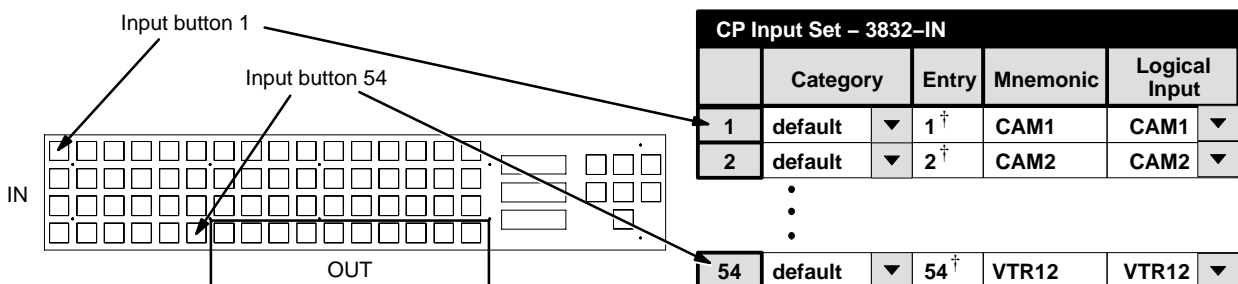 Input button 1
Input button 54
IN
OUT
CP Input Set – 3832–IN
Category Entry Mnemonic Logical Input
1 default 1† CAM1 CAM1
2 default 2† CAM2 CAM2
54 default 54† VTR12 VTR12